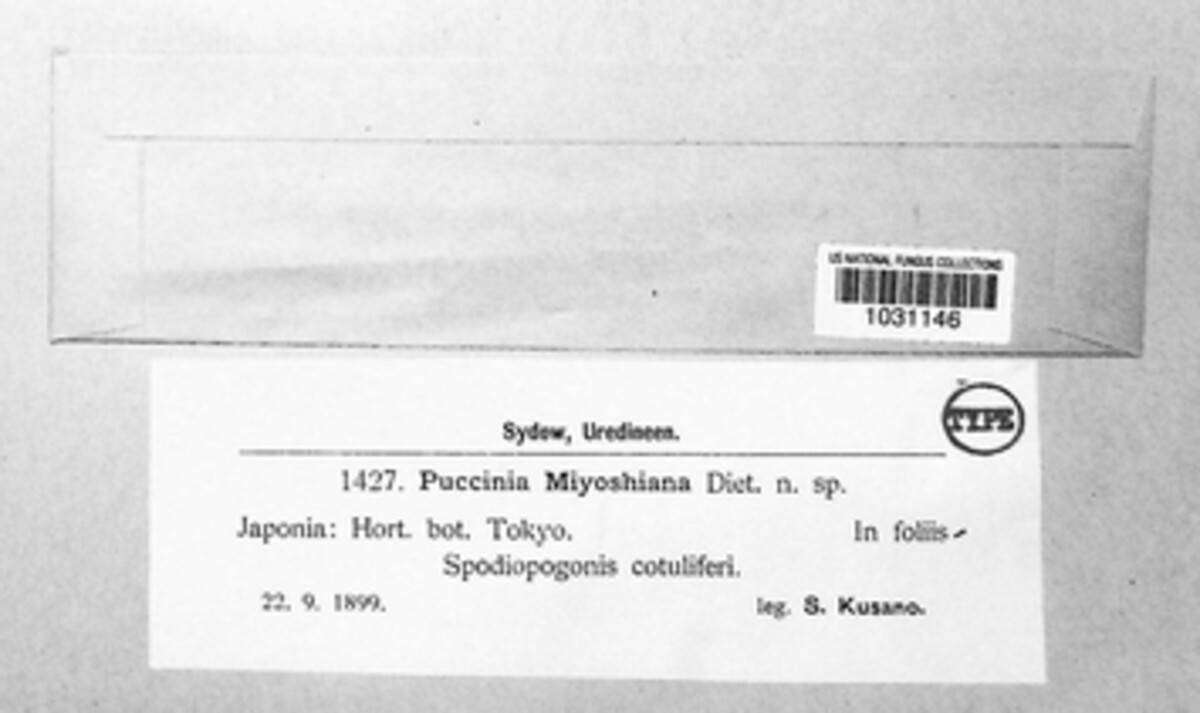 US NATIONAL FUNGUS COLLECTIONS
1031146
TYPE
Sydow, Uredineen.
1427. Puccinia Miyoshiana Diet. n. sp.
Japonia: Hort. bot. Tokyo. In foliis
Spodiopogonis cotuliferi.
22. 9. 1899. leg. S. Kusano.